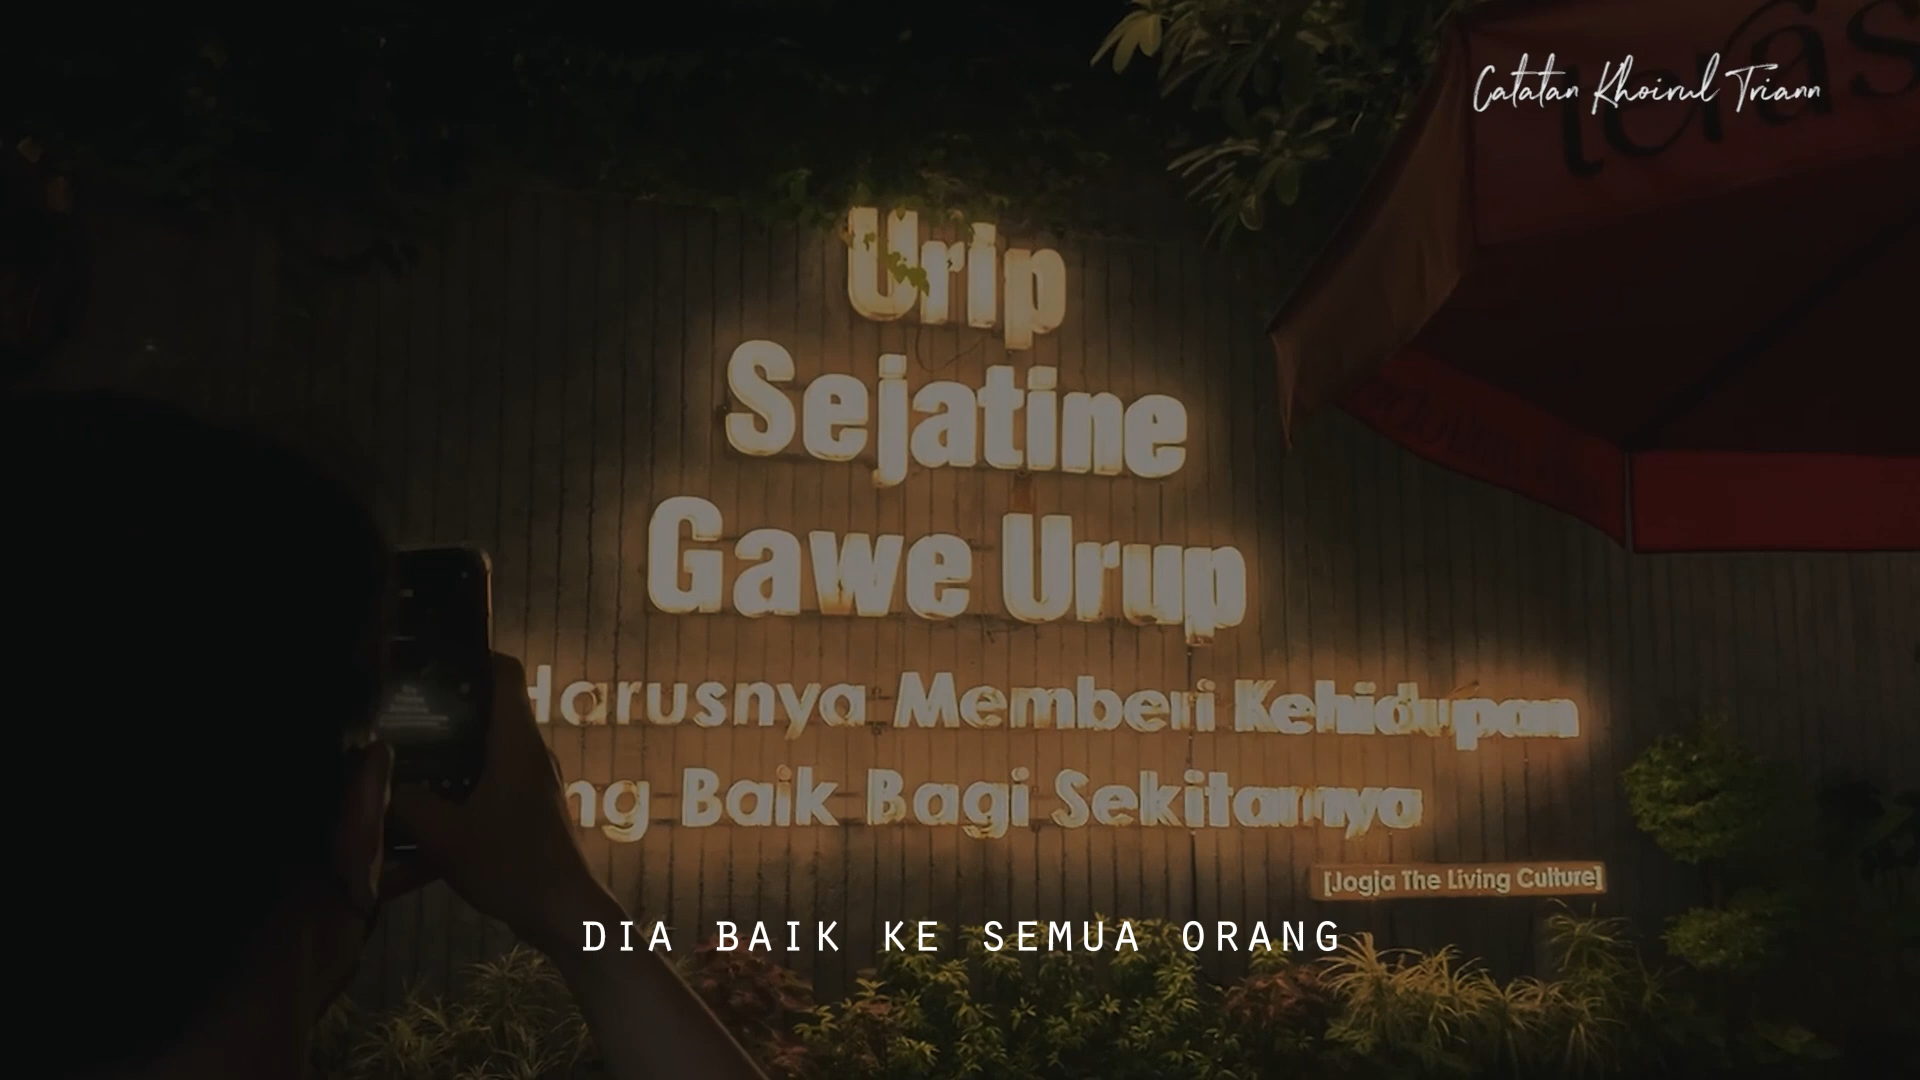 Catatan Khoirul Triann
teras
Urip
Sejatine
Gawe Urup
Harusnya Memberi Kehidupan
ng Baik Bagi Sekitarnya
[Jogja The Living Culture]
DIA BAIK KE SEMUA ORANG